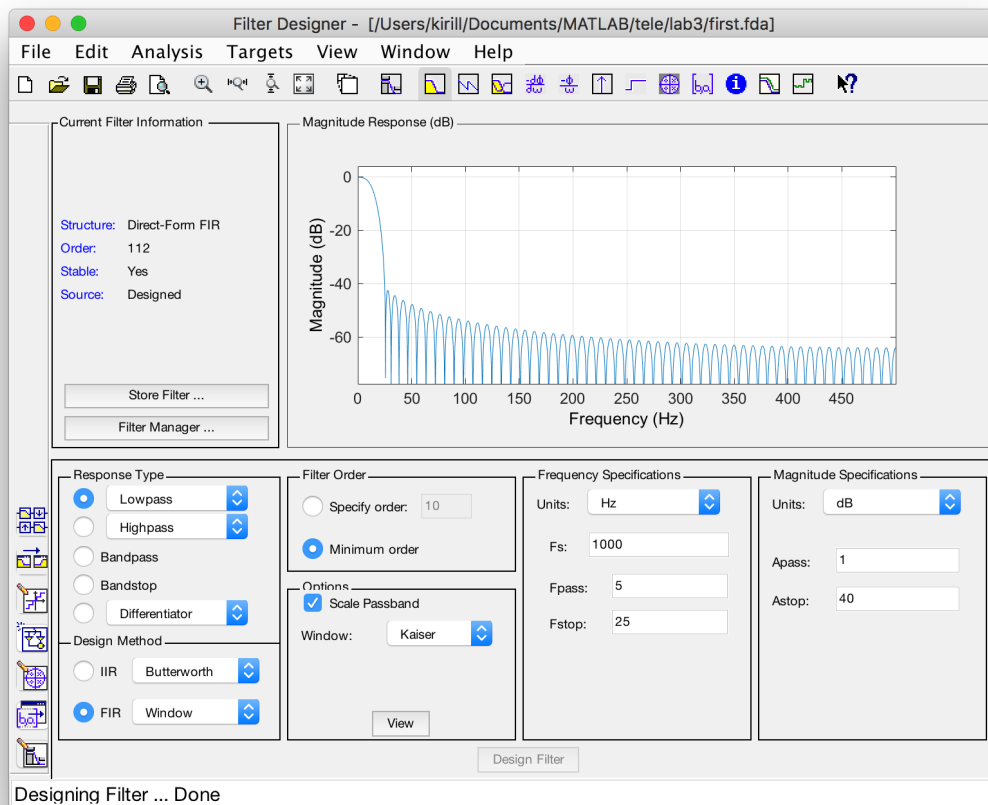 Filter Designer - [/Users/kirill/Documents/MATLAB/tele/lab3/first.fda]
File Edit Analysis Targets View Window Help
Current Filter Information
Structure: Direct-Form FIR
Order: 112
Stable: Yes
Source: Designed
Store Filter ...
Filter Manager ...
Magnitude Response (dB)
Magnitude (dB)
0
-20
-40
-60
0 50 100 150 200 250 300 350 400 450
Frequency (Hz)
Response Type
Lowpass
Highpass
Bandpass
Bandstop
Differentiator
Design Method
IIR Butterworth
FIR Window
Filter Order
Specify order: 10
Minimum order
Options
Scale Passband
Window: Kaiser
View
Frequency Specifications
Units: Hz
Fs: 1000
Fpass: 5
Fstop: 25
Magnitude Specifications
Units: dB
Apass: 1
Astop: 40
Design Filter
Designing Filter ... Done